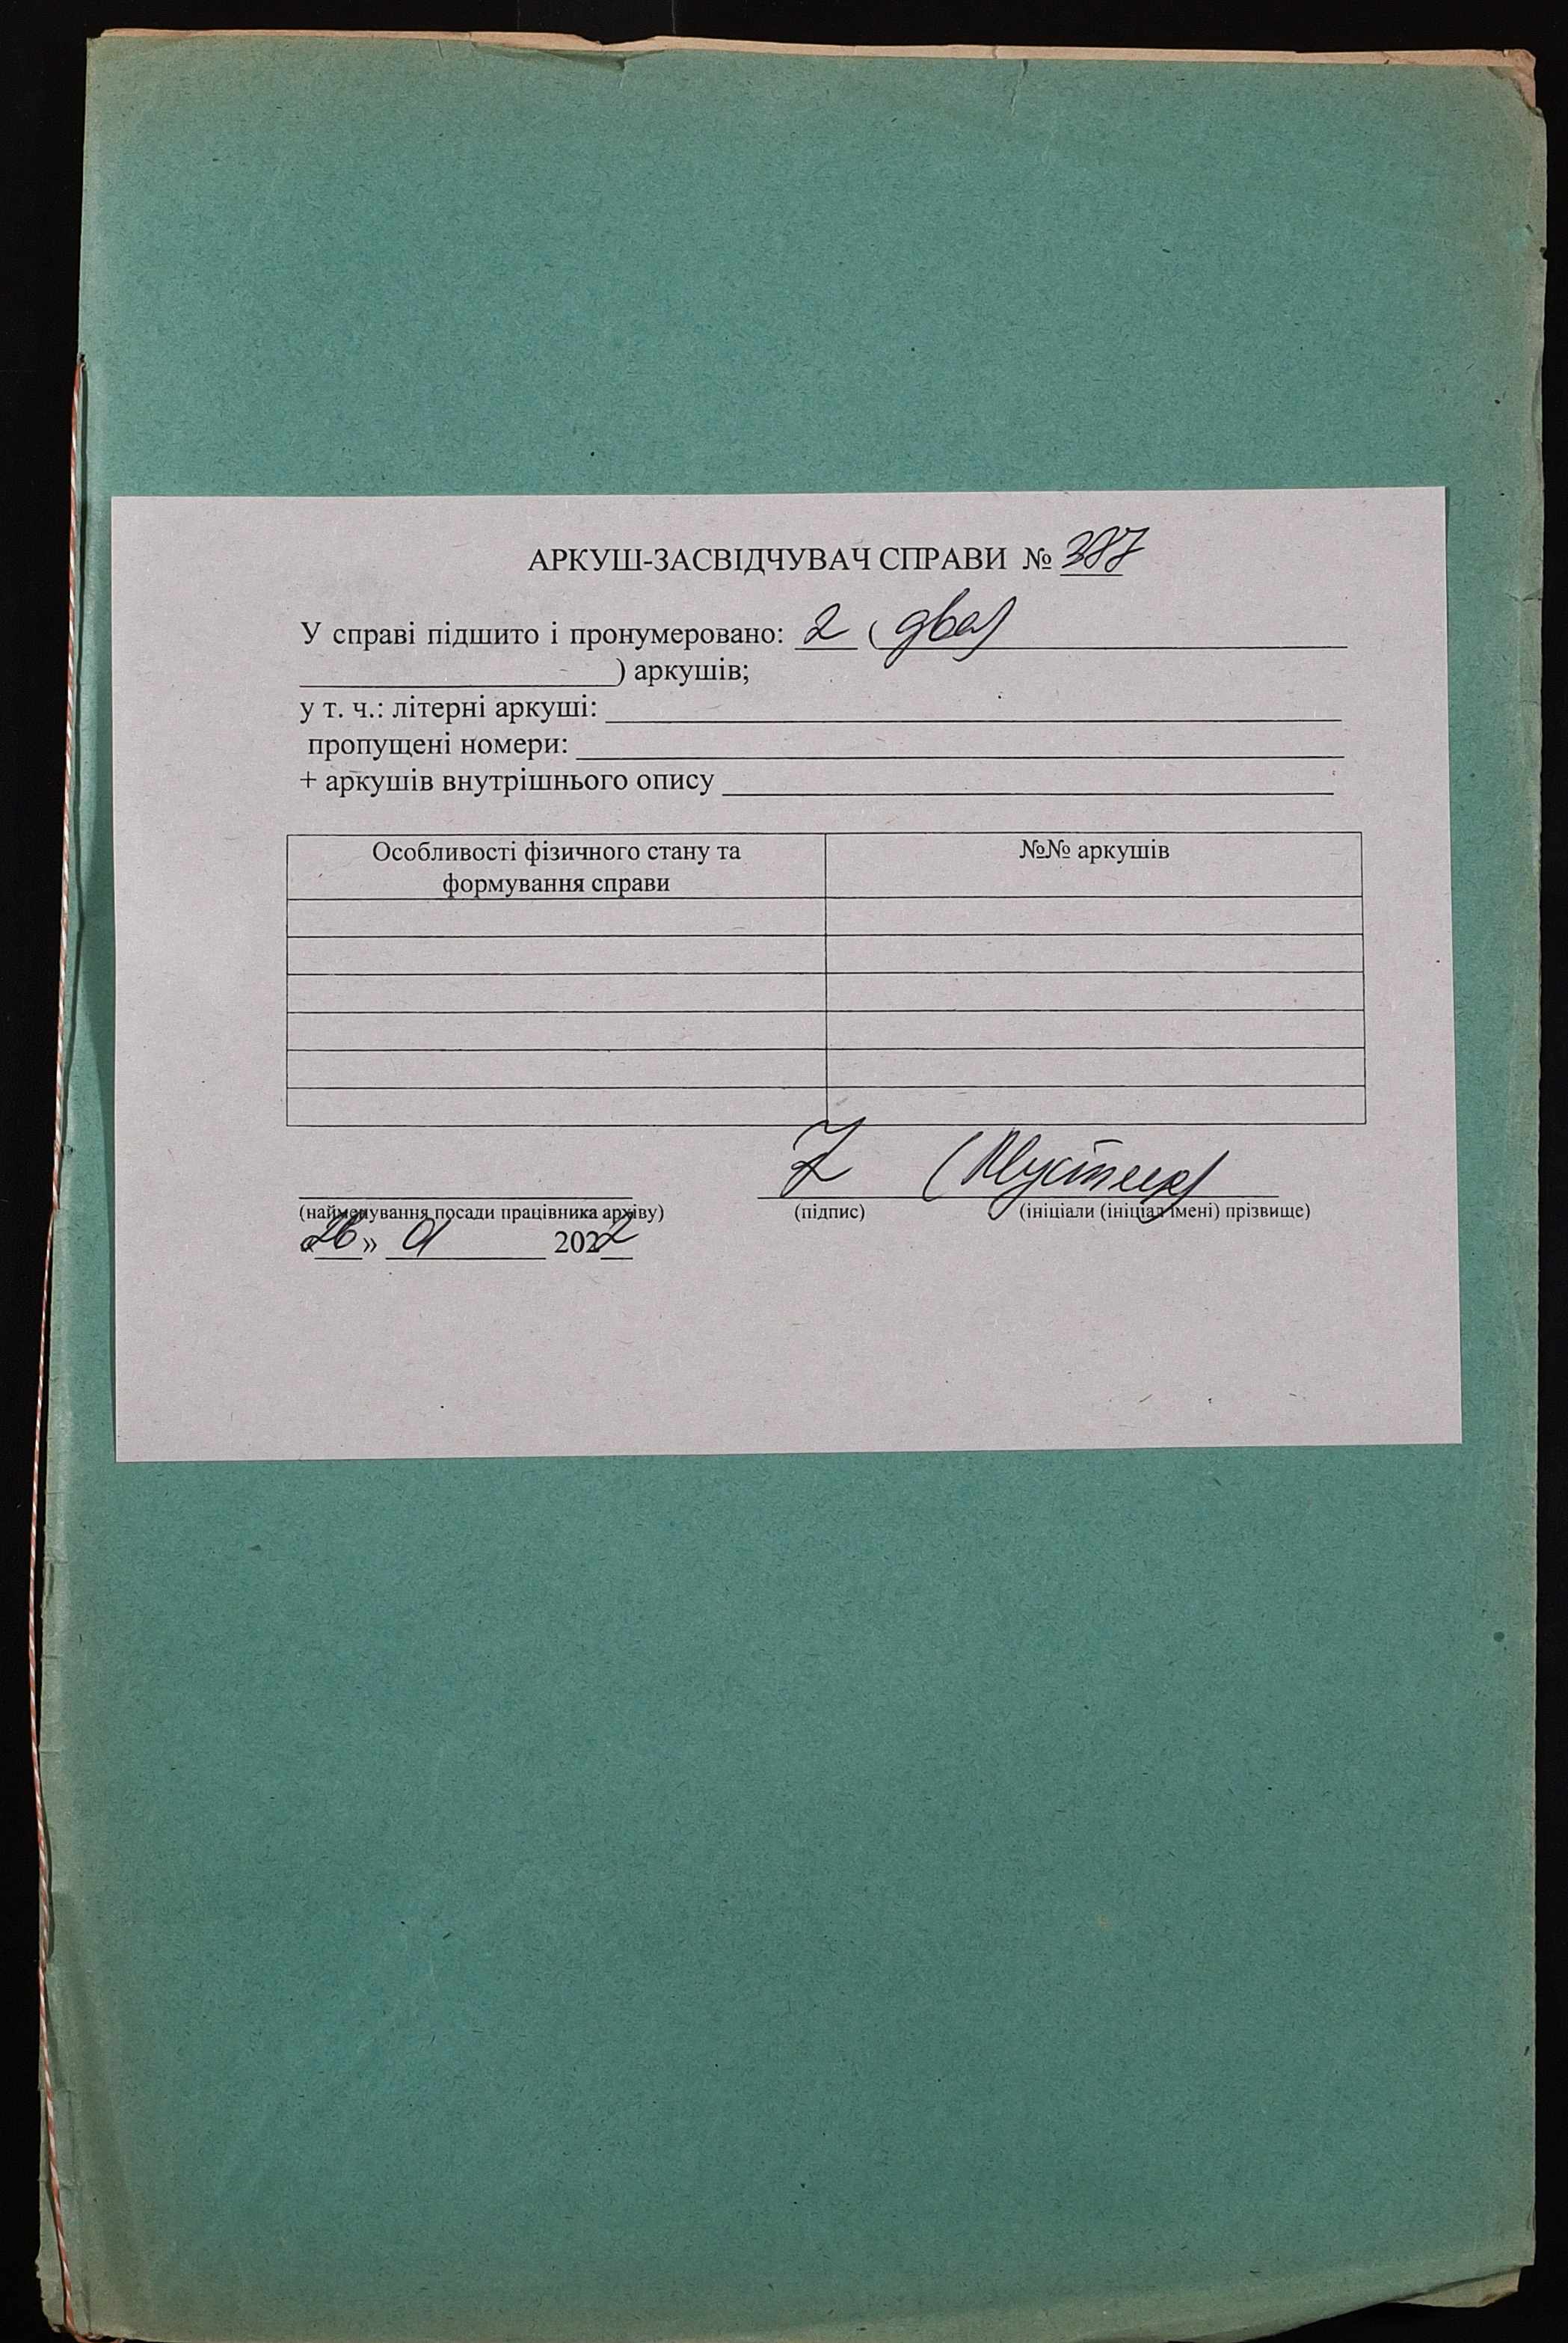 АРКУШ-ЗАСВІДЧУВАЧ СПРАВИ № 387
У справі підшито і пронумеровано: 2 ( два)
) аркушів;
у т. ч.: літерні аркуші:
пропущені номери:
+ аркушів внутрішнього опису
Особливості фізичного стану та
формування справи
№№ аркушів
(найменування посади працівника архіву)
(підпис)
(ініціали (ініціал імені) прізвище)
«26» 01 2022